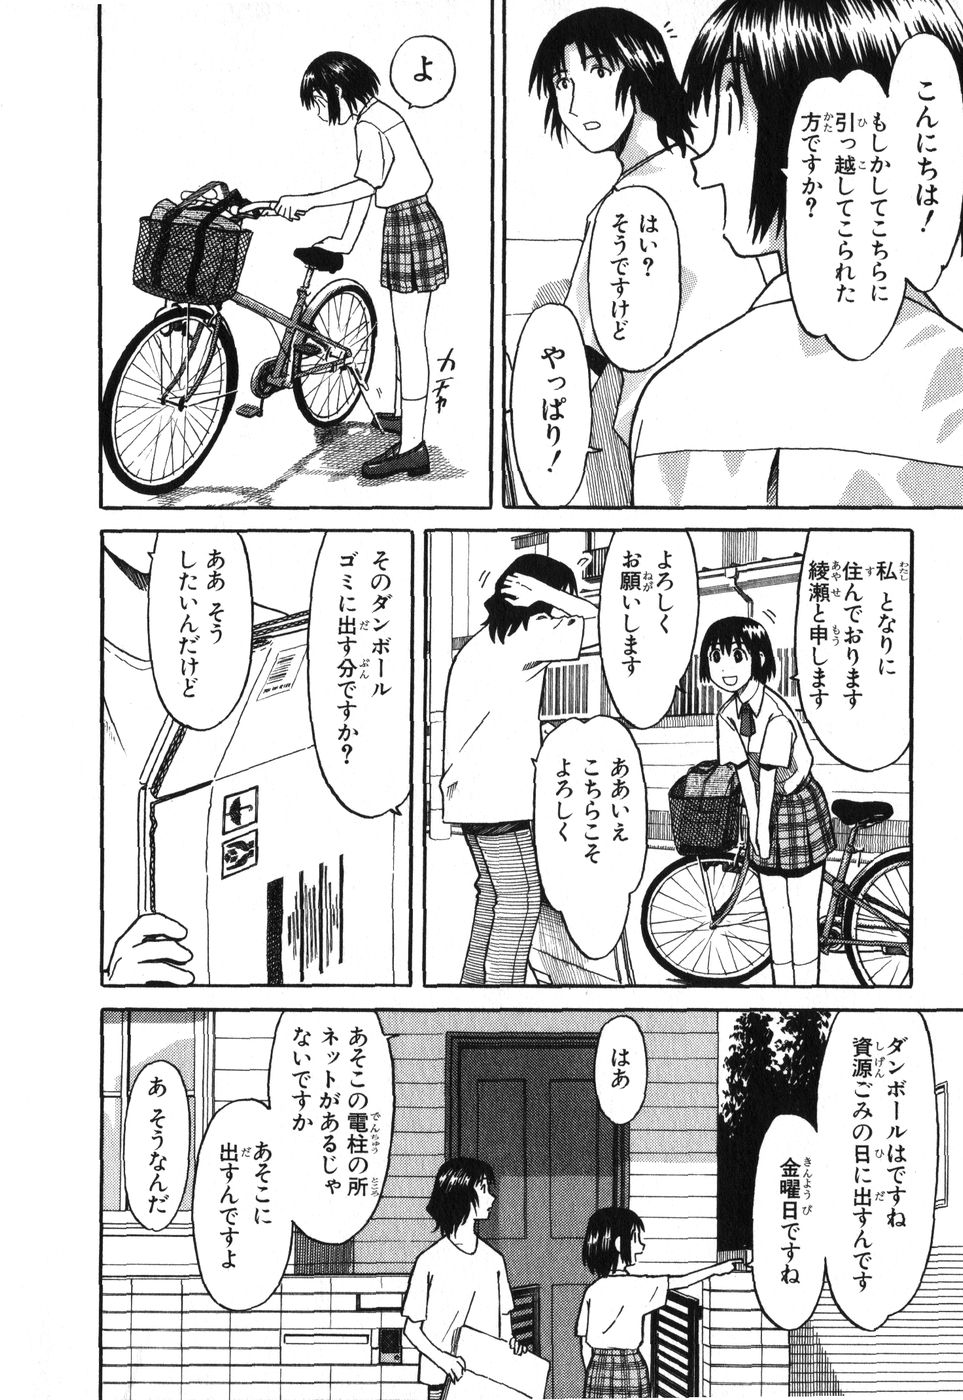 こんにちは!
もしかしてこちらに
引っ越してこられた
方ですか?
はい?
そうですけど
やっぱり!
よ
カチャ
私 となりに
住んでおります
綾瀬と申します
よろしく
お願いします
ああいえ
こちらこそ
よろしく
そのダンボール
ゴミに出す分ですか?
ああ そう
したいんだけど
ダンボールはですね
資源ごみの日に出すんです
金曜日ですね
はあ
あそこの電柱の所
ネットがあるじゃ
ないですか
あそこに
出すんですよ
あ そうなんだ